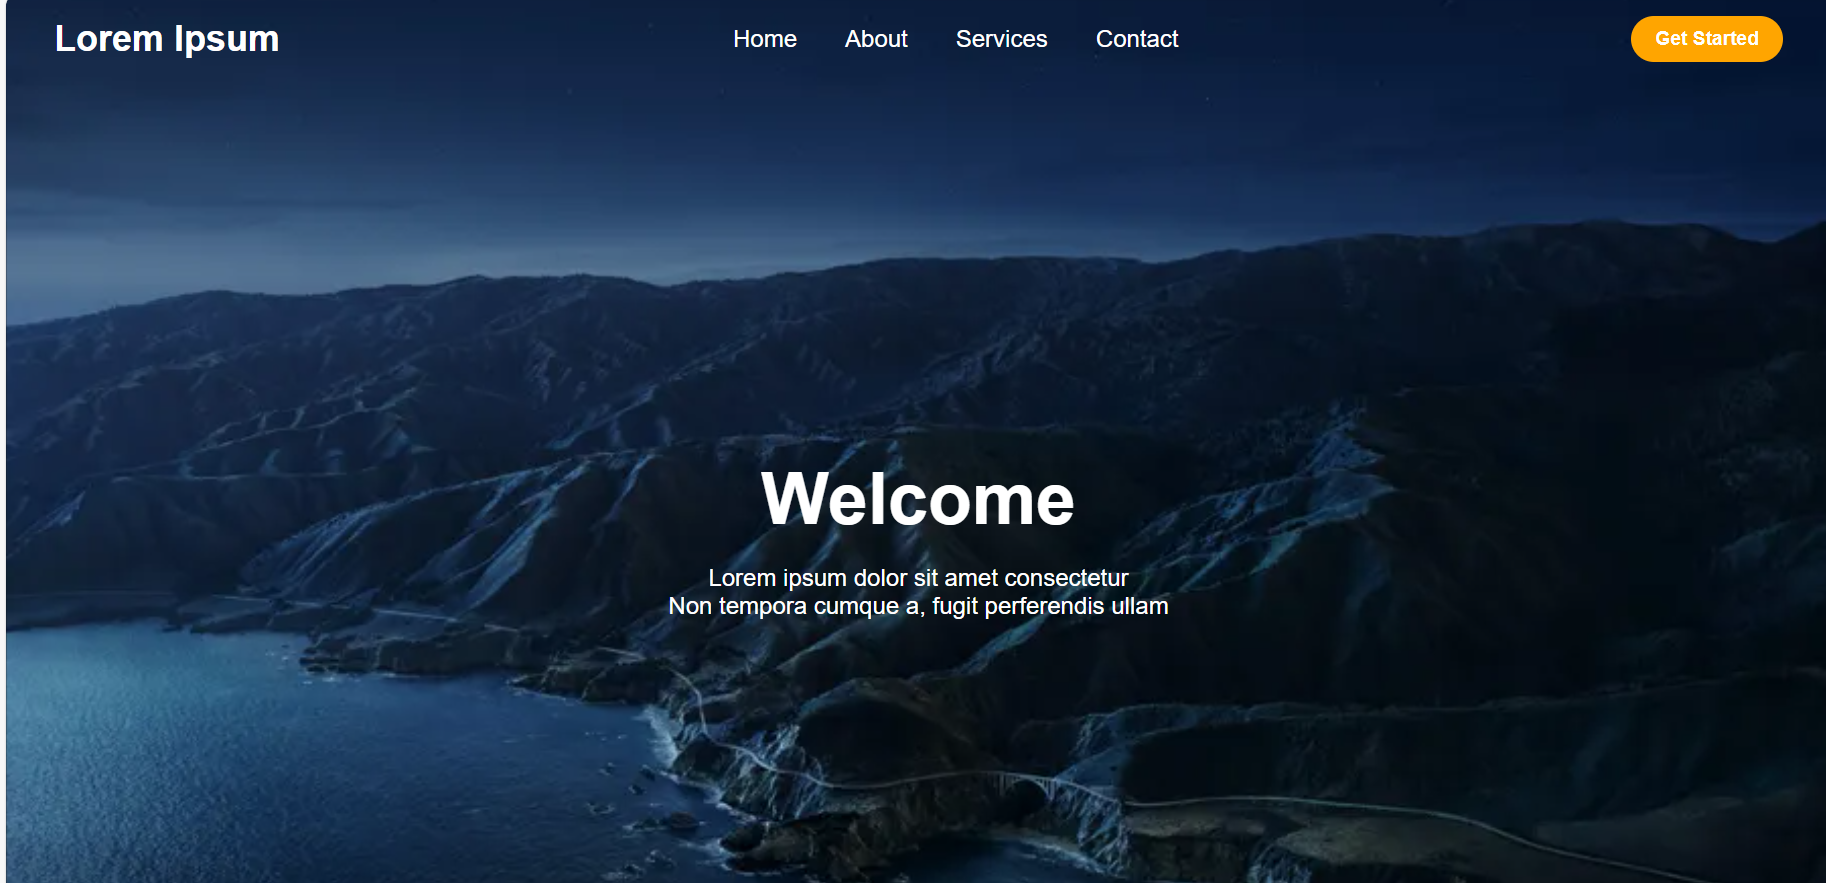 Lorem Ipsum
Home About Services Contact
Get Started
Welcome
Lorem ipsum dolor sit amet consectetur
Non tempora cumque a, fugit perferendis ullam